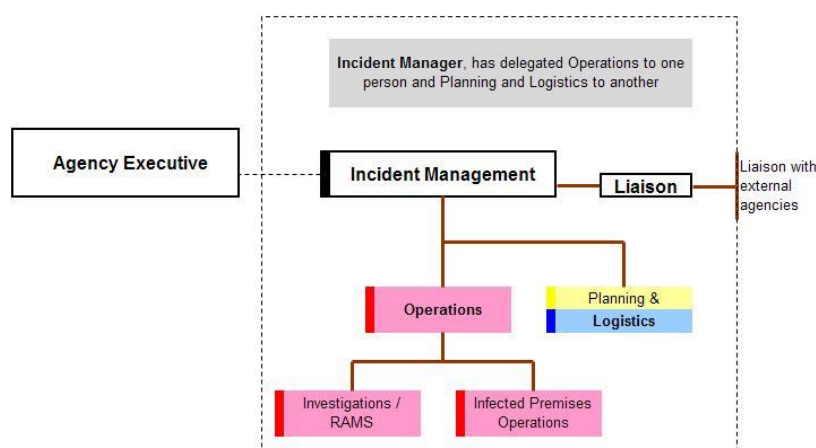 Incident Manager, has delegated Operations to one
person and Planning and Logistics to another
Agency Executive
Incident Management
Liaison
Liaison with
external
agencies
Operations
Planning &
Logistics
Investigations /
RAMS
Infected Premises
Operations